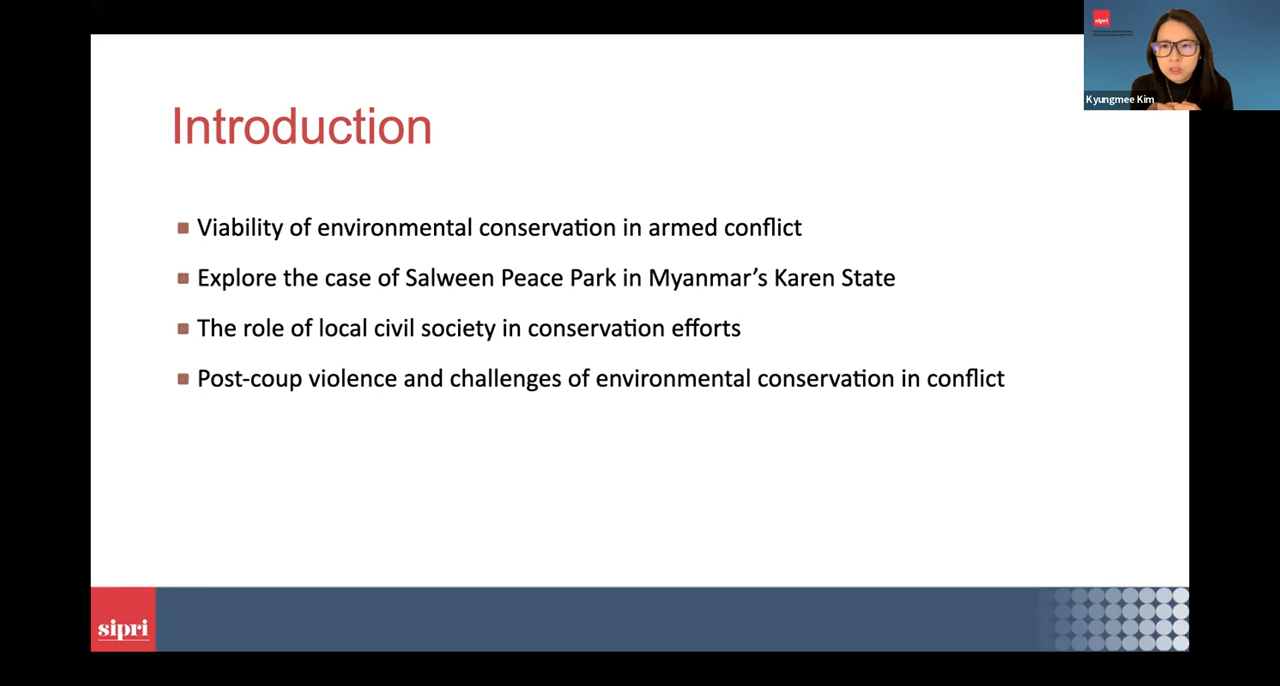 sipri
Kyungmee Kim
Introduction
Viability of environmental conservation in armed conflict
Explore the case of Salween Peace Park in Myanmar’s Karen State
The role of local civil society in conservation efforts
Post-coup violence and challenges of environmental conservation in conflict
sipri